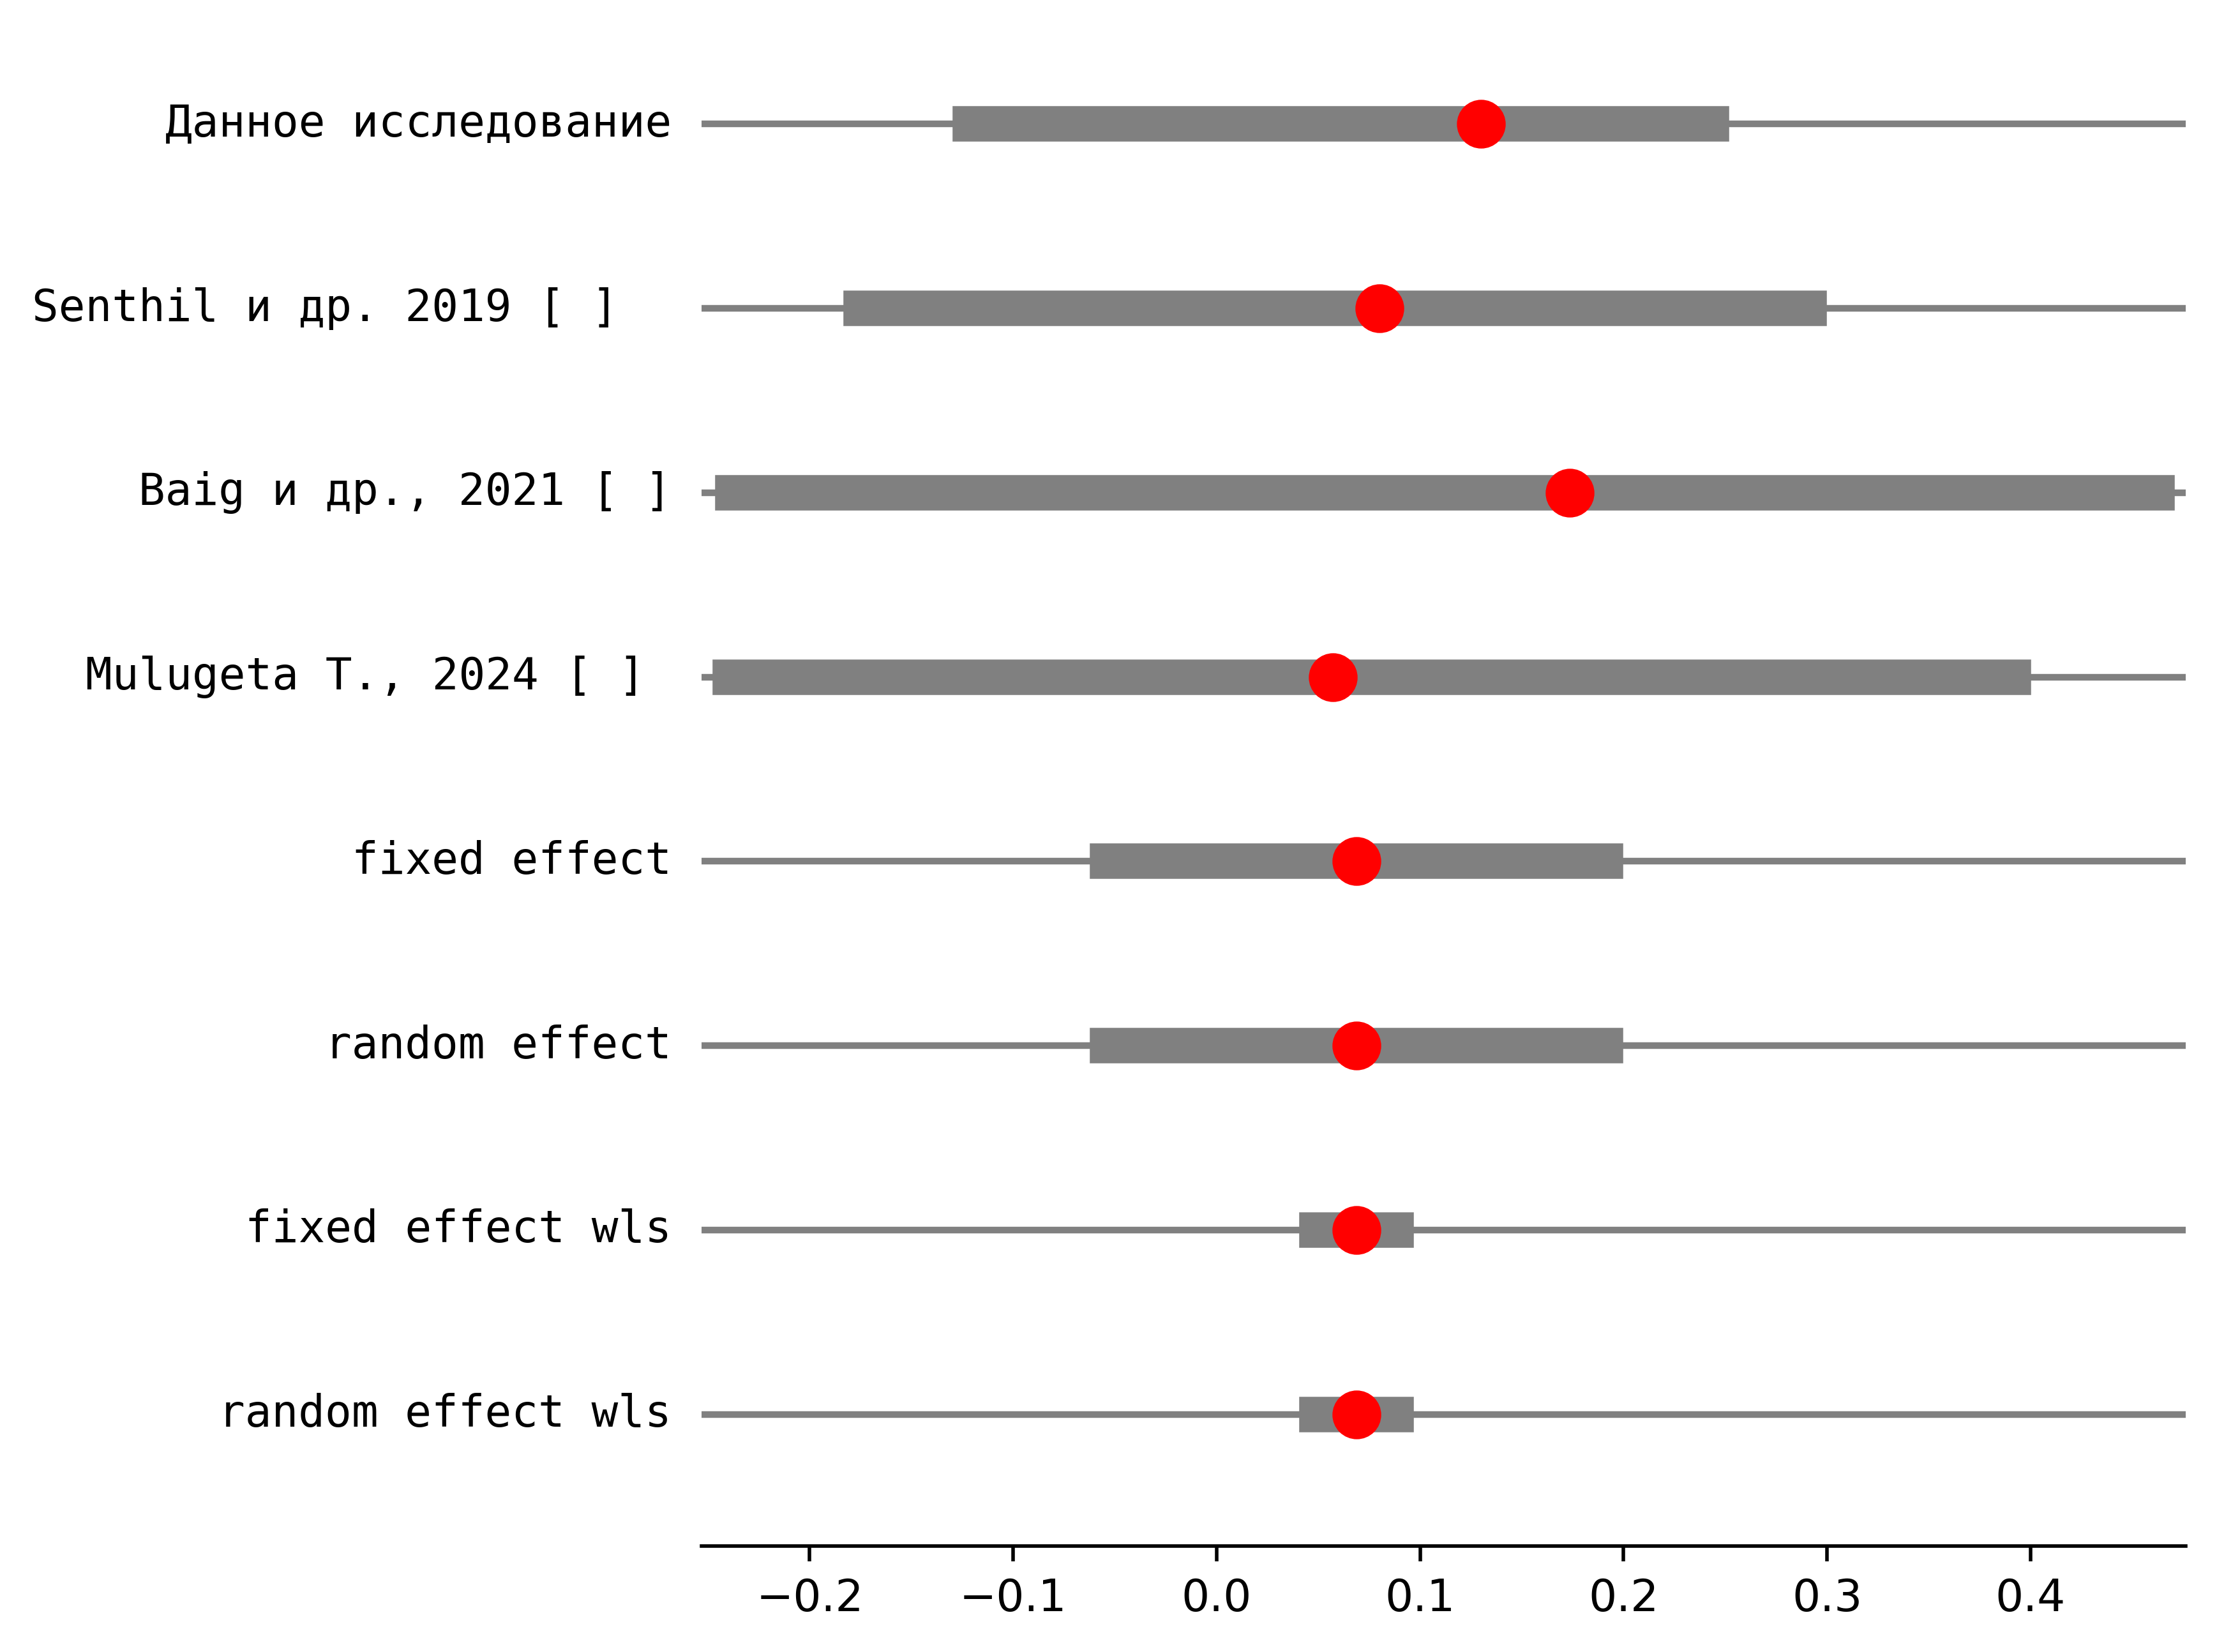 Данное исследование
Senthil и др. 2019 [ ]
Baig и др., 2021 [ ]
Mulugeta T., 2024 [ ]
fixed effect
random effect
fixed effect wls
random effect wls
−0.2 −0.1 0.0 0.1 0.2 0.3 0.4